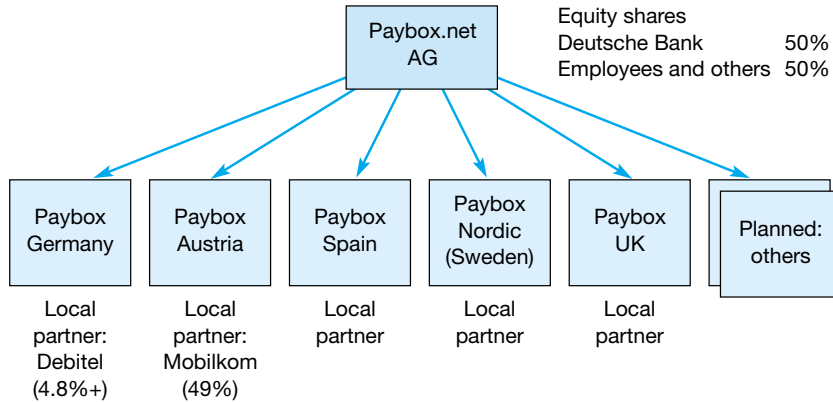 Paybox.net
AG
Equity shares
Deutsche Bank 50%
Employees and others 50%
Paybox
Germany
Paybox
Austria
Paybox
Spain
Paybox
Nordic
(Sweden)
Paybox
UK
Planned:
others
Local
partner:
Debitel
(4.8%+)
Local
partner:
Mobilkom
(49%)
Local
partner
Local
partner
Local
partner